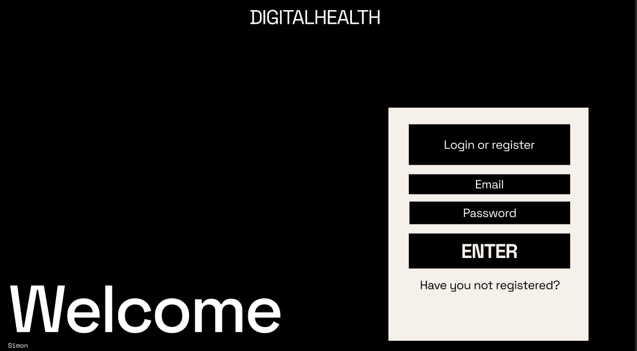 DIGITALHEALTH
Login or register
Email
Password
ENTER
Have you not registered?
Welcome
Simon